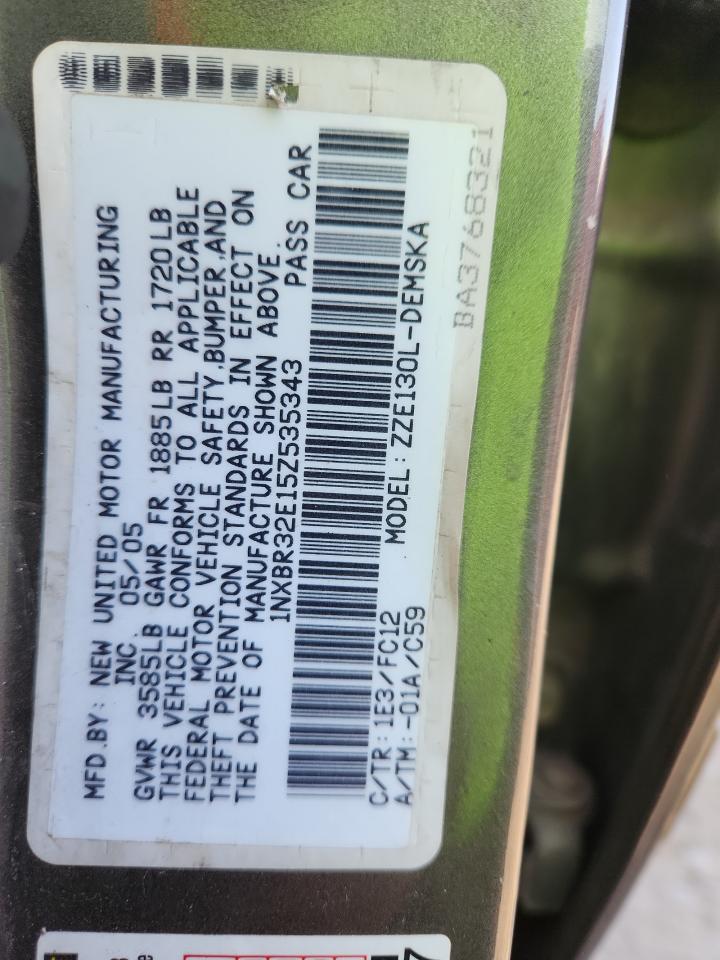 MFD.BY: NEW UNITED MOTOR MANUFACTURING
INC. 05/05
GVWR 3585LB GAWR FR 1885LB RR 1720LB
THIS VEHICLE CONFORMS TO ALL APPLICABLE
FEDERAL MOTOR VEHICLE SAFETY,BUMPER,AND
THEFT PREVENTION STANDARDS IN EFFECT ON
THE DATE OF MANUFACTURE SHOWN ABOVE.
1NXBR32E15Z535343 PASS CAR
C/TR: 1E3/FC12 MODEL: ZZE130L-DEMSKA
A/TM:-01A/C59
BA3768321